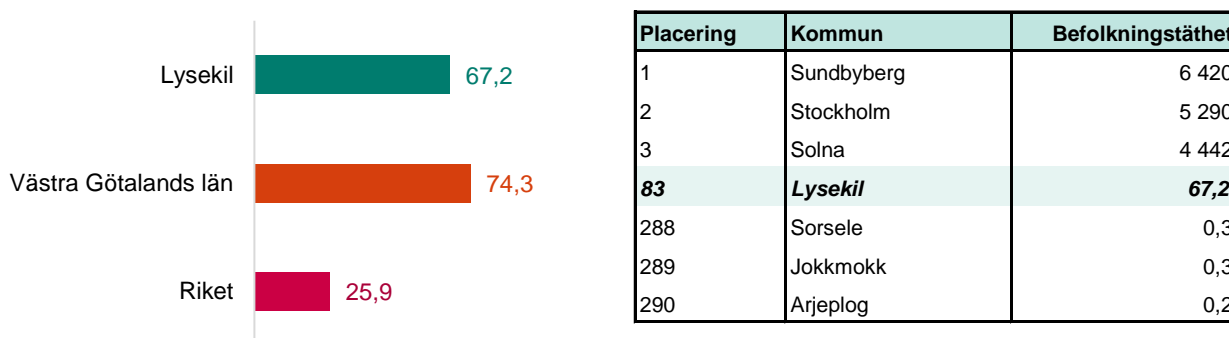 Lysekil 67,2
Västra Götalands län 74,3
Riket 25,9
Placering Kommun Befolkningstäthet
1 Sundbyberg 6 420
2 Stockholm 5 290
3 Solna 4 442
83 Lysekil 67,2
288 Sorsele 0,3
289 Jokkmokk 0,3
290 Arjeplog 0,2